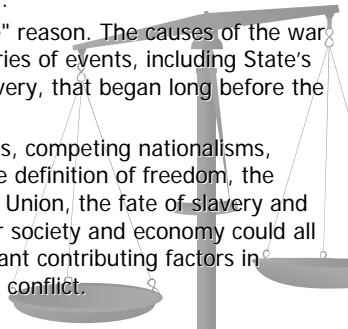 .
" reason. The causes of the war
ries of events, including State's
very, that began long before the
s, competing nationalisms,
e definition of freedom, the
Union, the fate of slavery and
r society and economy could all
ant contributing factors in
conflict.